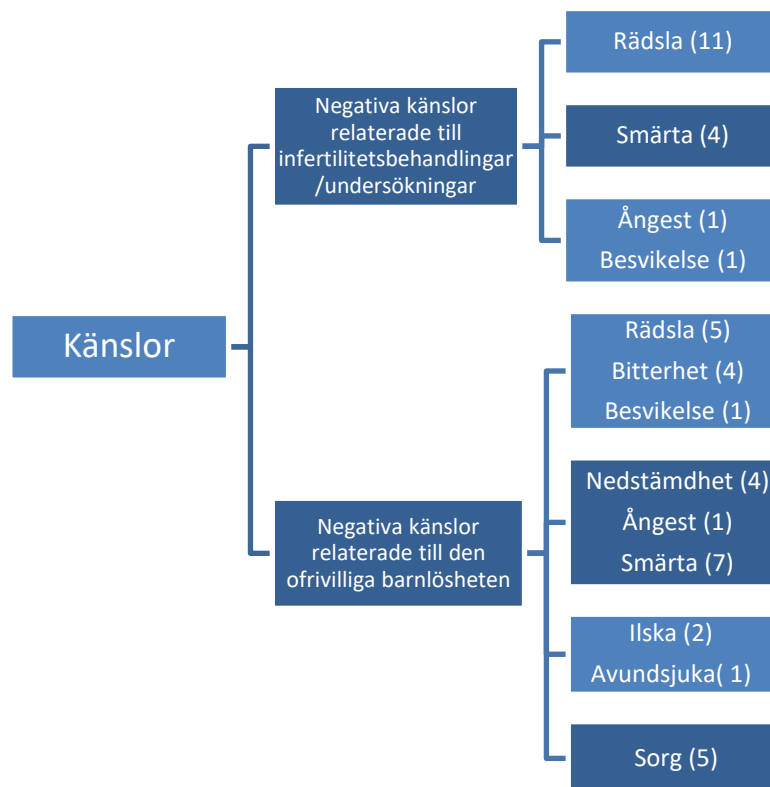 Känslor
Negativa känslor
relaterade till
infertilitetsbehandlingar
/undersökningar
Rädsla (11)
Smärta (4)
Ångest (1)
Besvikelse (1)
Negativa känslor
relaterade till den
ofrivilliga barnlösheten
Rädsla (5)
Bitterhet (4)
Besvikelse (1)
Nedstämdhet (4)
Ångest (1)
Smärta (7)
Ilska (2)
Avundsjuka( 1)
Sorg (5)